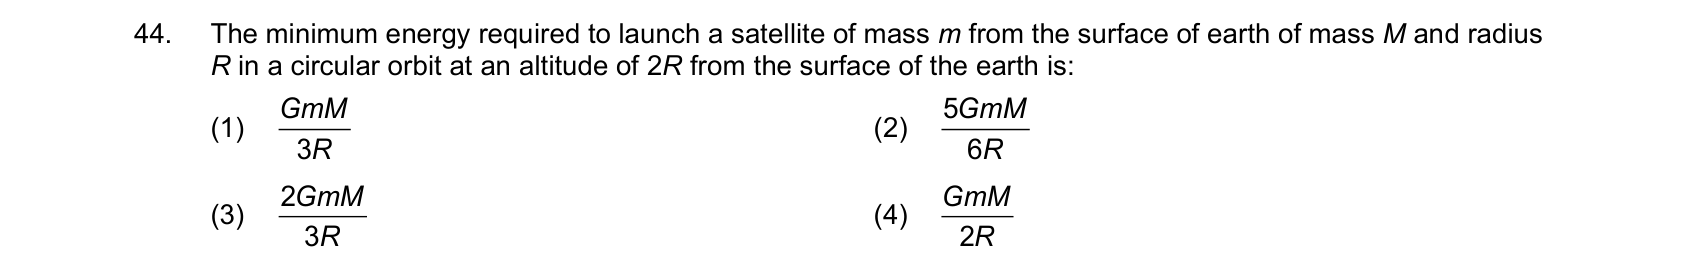 44. The minimum energy required to launch a satellite of mass m from the surface of earth of mass M and radius
R in a circular orbit at an altitude of 2R from the surface of the earth is:
(1) GmM/3R (2) 5GmM/6R
(3) 2GmM/3R (4) GmM/2R